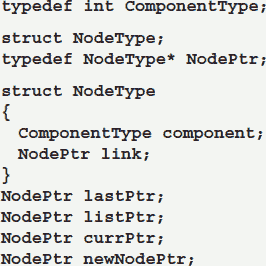 typedef int ComponentType;
struct NodeType;
typedef NodeType* NodePtr;
struct NodeType
{
ComponentType component;
NodePtr link;
}
NodePtr lastPtr;
NodePtr listPtr;
NodePtr currPtr;
NodePtr newNodePtr;